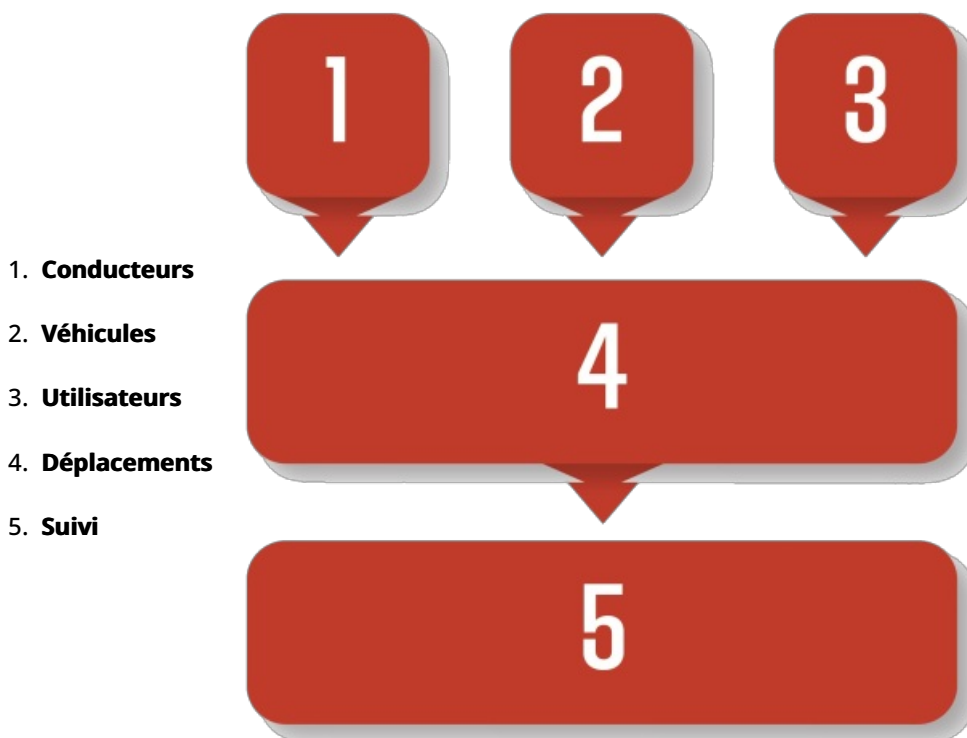 1 2 3
1. Conducteurs
2. Véhicules
3. Utilisateurs
4. Déplacements
5. Suivi
4
5